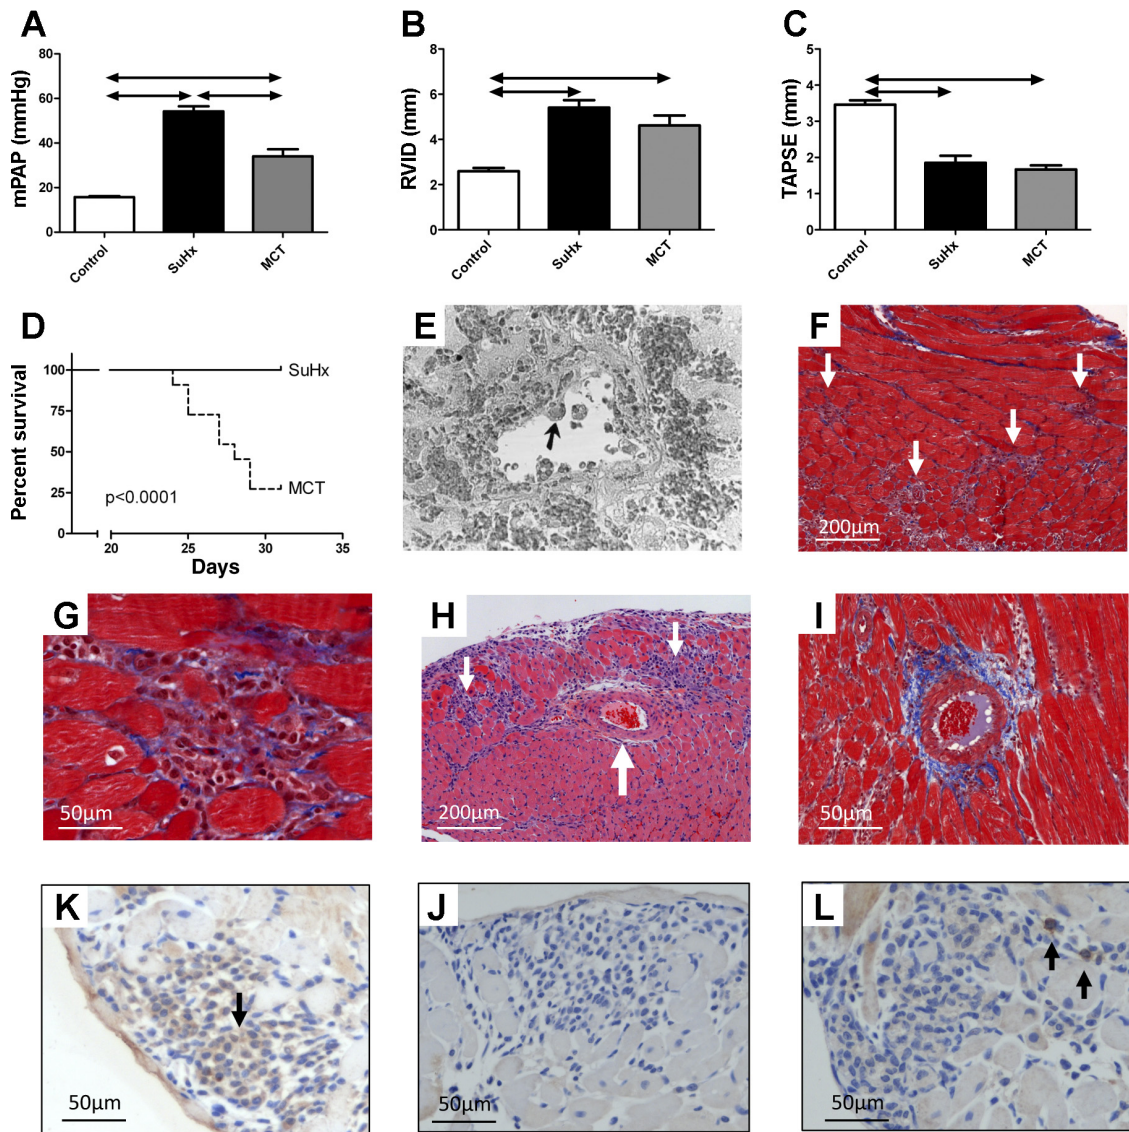 A
mPAP (mmHg)
80
60
40
20
0
Control
SuHx
MCT
B
RVID (mm)
8
6
4
2
0
Control
SuHx
MCT
C
TAPSE (mm)
5
4
3
2
1
0
Control
SuHx
MCT
D
Percent survival
100
75
50
25
0
SuHx
MCT
p<0.0001
20
25
30
35
Days
E
F
200µm
G
50µm
H
200µm
I
50µm
K
50µm
J
50µm
L
50µm